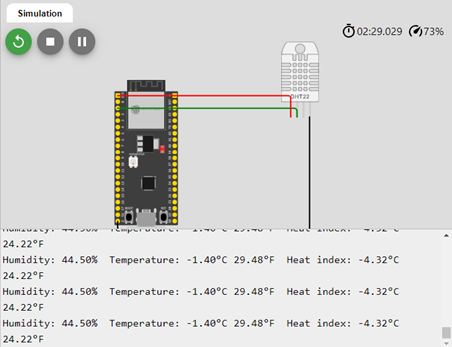 Simulation
02:29.029 73%
DHT22
Humidity: 44.50% Temperature: -1.40°C 29.48°F Heat index: -4.32°C
24.22°F
Humidity: 44.50% Temperature: -1.40°C 29.48°F Heat index: -4.32°C
24.22°F
Humidity: 44.50% Temperature: -1.40°C 29.48°F Heat index: -4.32°C
24.22°F
Humidity: 44.50% Temperature: -1.40°C 29.48°F Heat index: -4.32°C
24.22°F